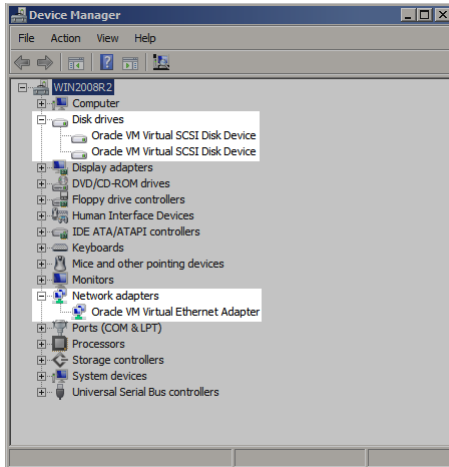 Device Manager
File Action View Help
WIN2008R2
Computer
Disk drives
Oracle VM Virtual SCSI Disk Device
Oracle VM Virtual SCSI Disk Device
Display adapters
DVD/CD-ROM drives
Floppy drive controllers
Human Interface Devices
IDE ATA/ATAPI controllers
Keyboards
Mice and other pointing devices
Monitors
Network adapters
Oracle VM Virtual Ethernet Adapter
Ports (COM & LPT)
Processors
Storage controllers
System devices
Universal Serial Bus controllers